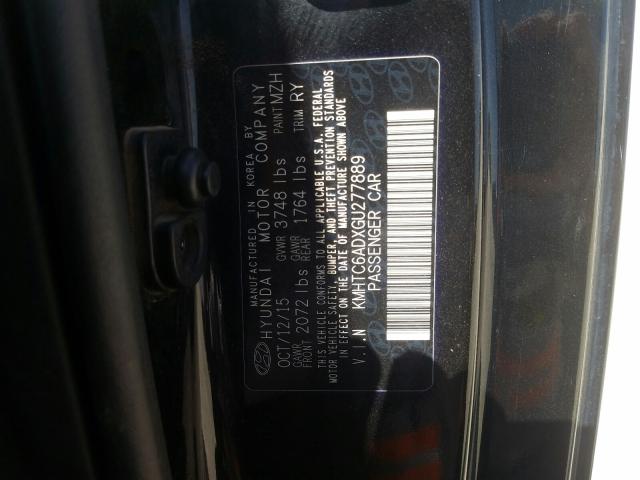 MANUFACTURED IN KOREA BY
HYUNDAI MOTOR COMPANY
OCT/12/15 GVWR 3748 lbs PAINT MZH
GAWR FRONT 2072 lbs GAWR REAR 1764 lbs TRIM RY
THIS VEHICLE CONFORMS TO ALL APPLICABLE U.S.A. FEDERAL
MOTOR VEHICLE SAFETY, BUMPER, AND THEFT PREVENTION STANDARDS
IN EFFECT ON THE DATE OF MANUFACTURE SHOWN ABOVE
V.I.N KMHTC6ADXGU277889
PASSENGER CAR